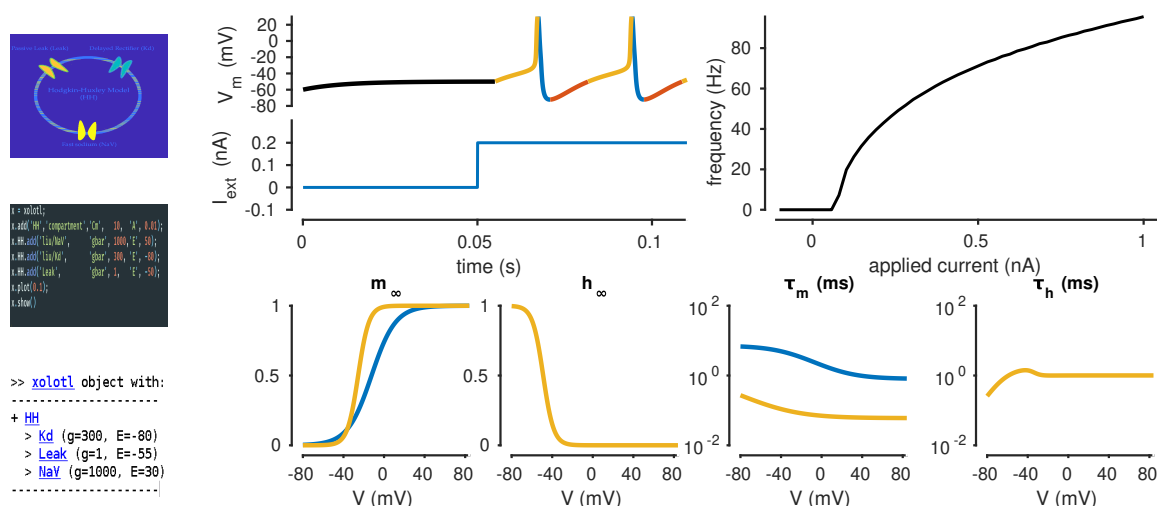 Passive Leak (Leak)
Delayed Rectifier (Kd)
Hodgkin-Huxley Model
(HH)
Fast sodium (NaV)
x = xolotl;
x.add('HH','compartment','Cm', 10, 'A', 0.01);
x.HH.add('liu/NaV', 'gbar', 1000,'E', 50);
x.HH.add('liu/Kd', 'gbar', 300, 'E', -80);
x.HH.add('Leak', 'gbar', 1, 'E', -50);
x.plot(0.1);
x.show()
>> xolotl object with:
---------------------
+ HH
> Kd (g=300, E=-80)
> Leak (g=1, E=-55)
> NaV (g=1000, E=30)
---------------------
V_m (mV)
20
0
-20
-40
-60
-80
I_ext (nA)
0.2
0.1
0
-0.1
0
0.05
0.1
time (s)
frequency (Hz)
80
60
40
20
0
0
0.5
1
applied current (nA)
m_∞
1
0.5
0
-80
-40
0
40
80
V (mV)
h_∞
1
0.5
0
-80
-40
0
40
80
V (mV)
τ_m (ms)
10^2
10^0
10^-2
-80
-40
0
40
80
V (mV)
τ_h (ms)
10^2
10^0
10^-2
-80
-40
0
40
80
V (mV)